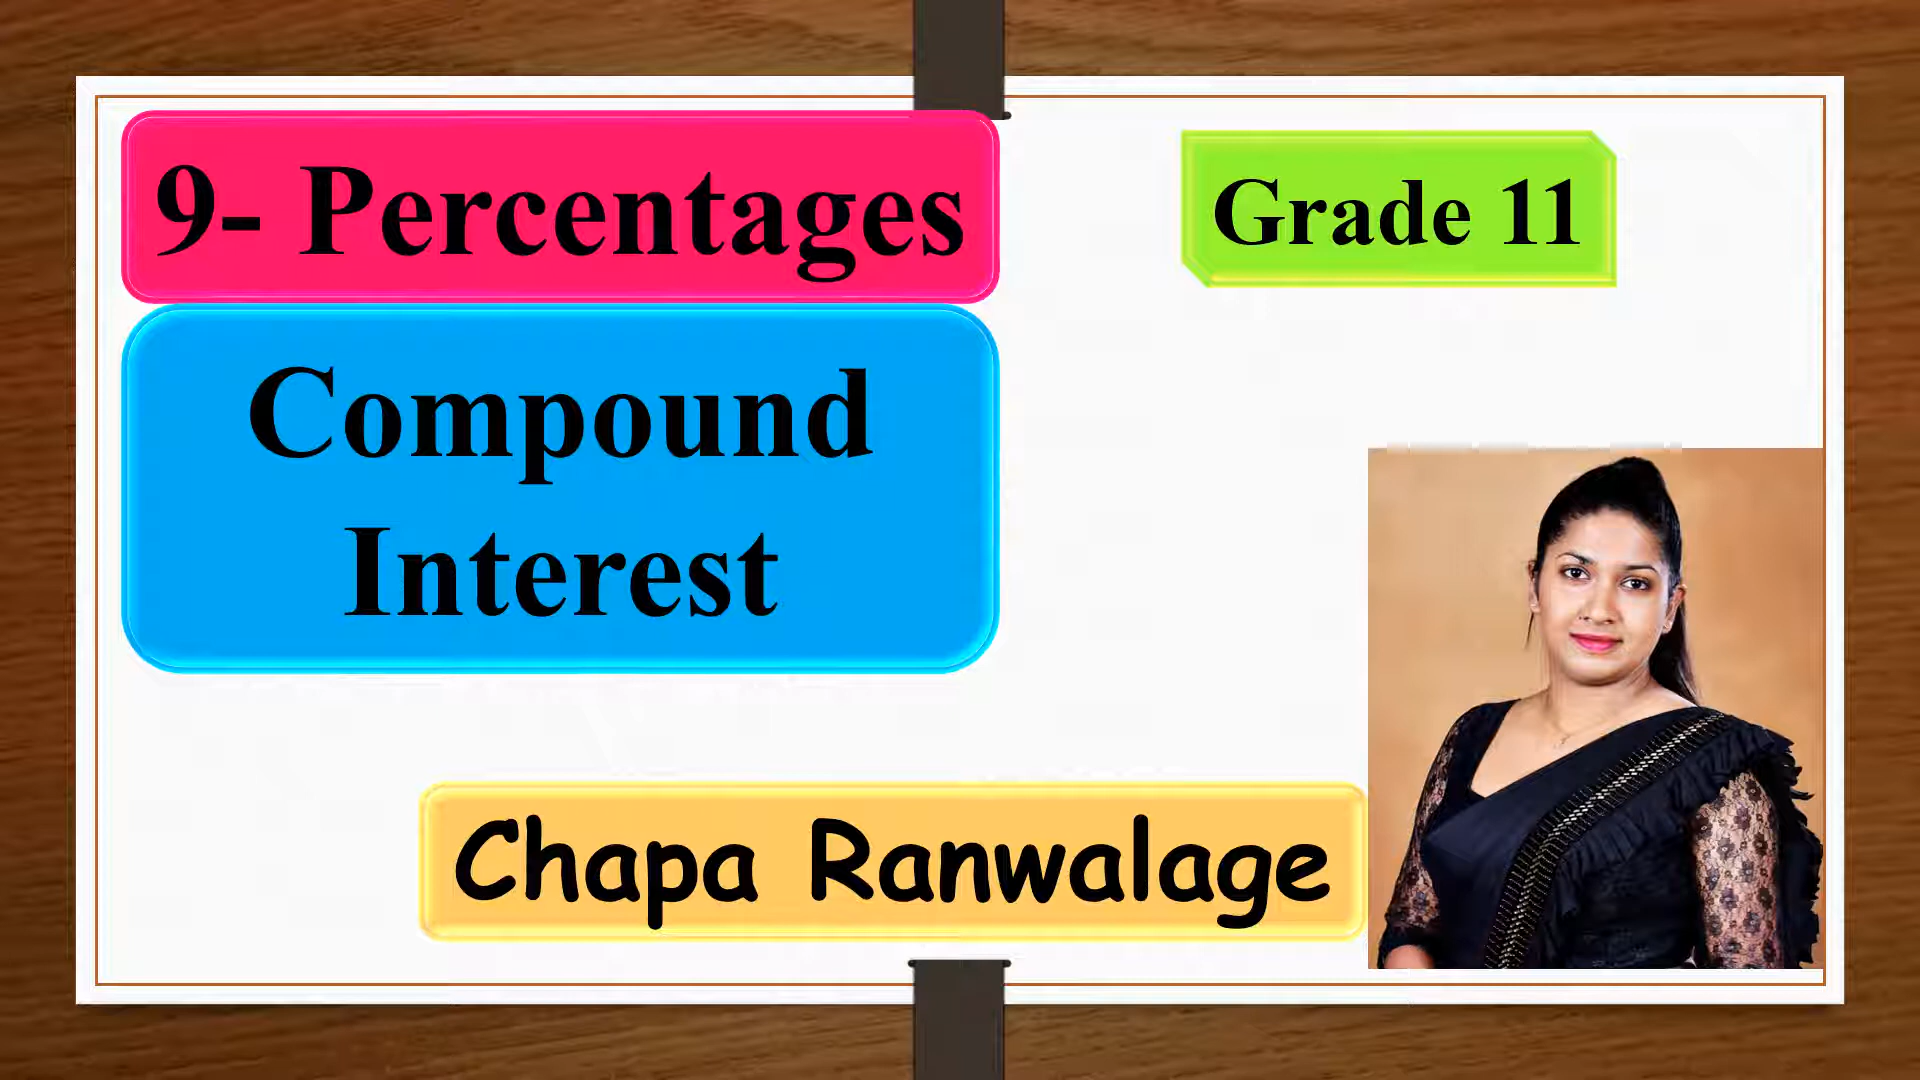 9- Percentages
Grade 11
Compound
Interest
Chapa Ranwalage